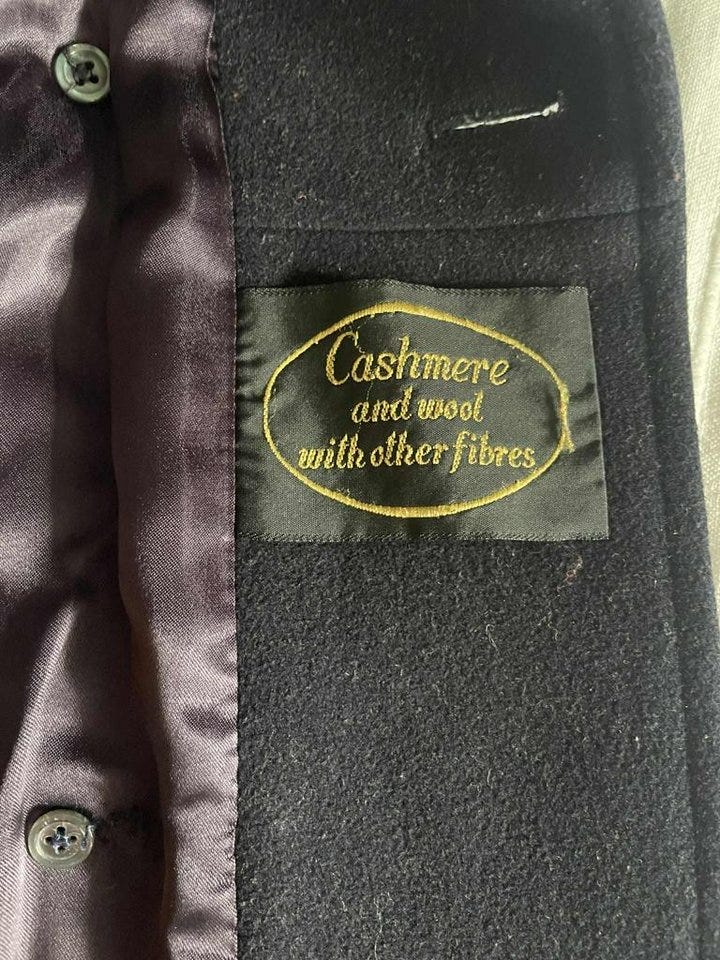 Cashmere
and wool
with other fibres